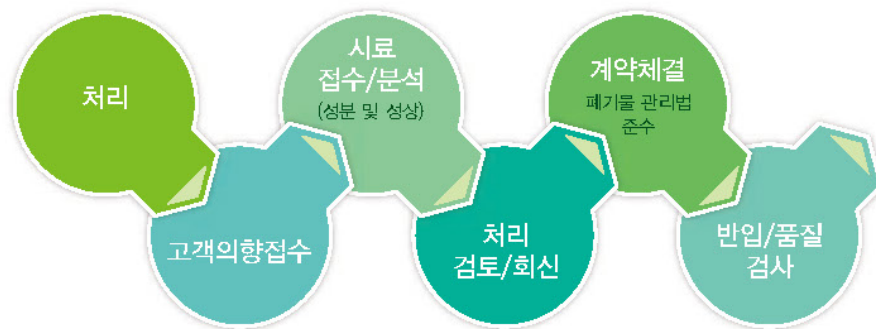 처리
고객의향접수
시료
접수/분석
(성분 및 성상)
처리
검토/회신
계약체결
폐기물 관리법
준수
반입/품질
검사